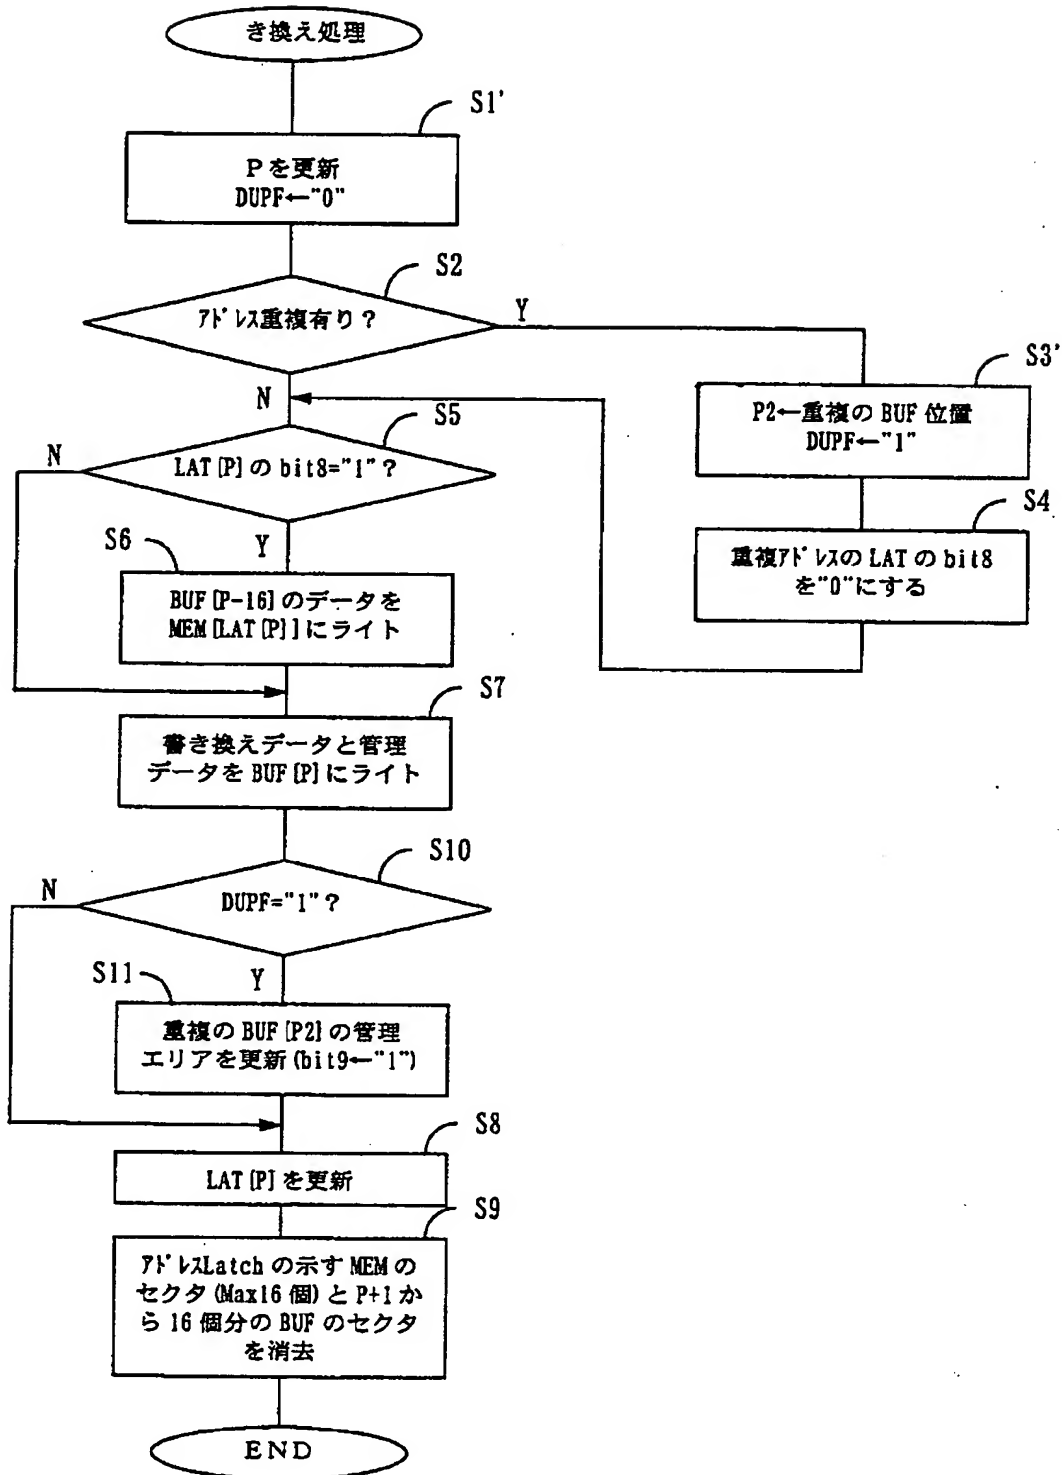 き換え処理
S1'
Pを更新
DUPF←"0"
S2
ｱﾄﾞﾚｽ重複有り？
Y
N
S3'
P2←重複の BUF 位置
DUPF←"1"
S4
重複ｱﾄﾞﾚｽの LAT の bit8
を"0"にする
S5
LAT[P] の bit8="1"？
N
Y
S6
BUF[P-16] のデータを
MEM[LAT[P]] にライト
S7
書き換えデータと管理
データを BUF[P] にライト
S10
DUPF="1"？
N
Y
S11
重複の BUF[P2] の管理
エリアを更新(bit9←"1")
S8
LAT[P] を更新
S9
ｱﾄﾞﾚｽLatch の示す MEM の
セクタ(Max16 個)と P+1 か
ら 16 個分の BUF のセクタ
を消去
END